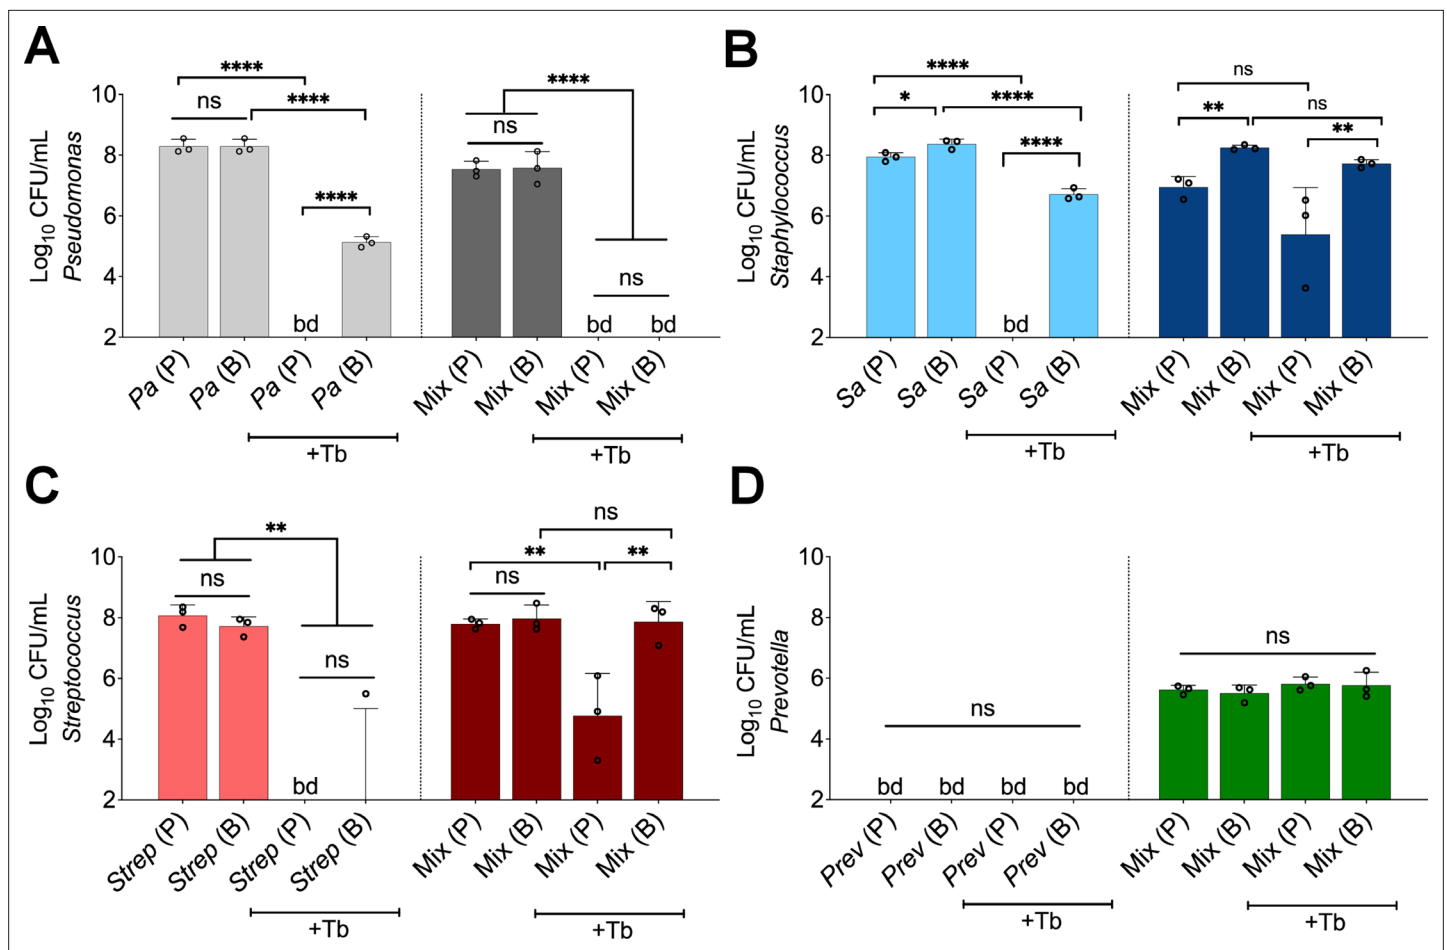 A
Log10 CFU/mL
Pseudomonas
10
8
6
4
2
****
ns
****
****
bd
****
ns
ns
bd
bd
Pa (P)
Pa (B)
Pa (P)
Pa (B)
Mix (P)
Mix (B)
Mix (P)
Mix (B)
+Tb
+Tb
B
Log10 CFU/mL
Staphylococcus
10
8
6
4
2
****
*
****
****
bd
ns
**
ns
**
Sa (P)
Sa (B)
Sa (P)
Sa (B)
Mix (P)
Mix (B)
Mix (P)
Mix (B)
+Tb
+Tb
C
Log10 CFU/mL
Streptococcus
10
8
6
4
2
**
ns
ns
bd
ns
**
**
ns
Strep (P)
Strep (B)
Strep (P)
Strep (B)
Mix (P)
Mix (B)
Mix (P)
Mix (B)
+Tb
+Tb
D
Log10 CFU/mL
Prevotella
10
8
6
4
2
ns
bd
bd
bd
bd
ns
Prev (P)
Prev (B)
Prev (P)
Prev (B)
Mix (P)
Mix (B)
Mix (P)
Mix (B)
+Tb
+Tb